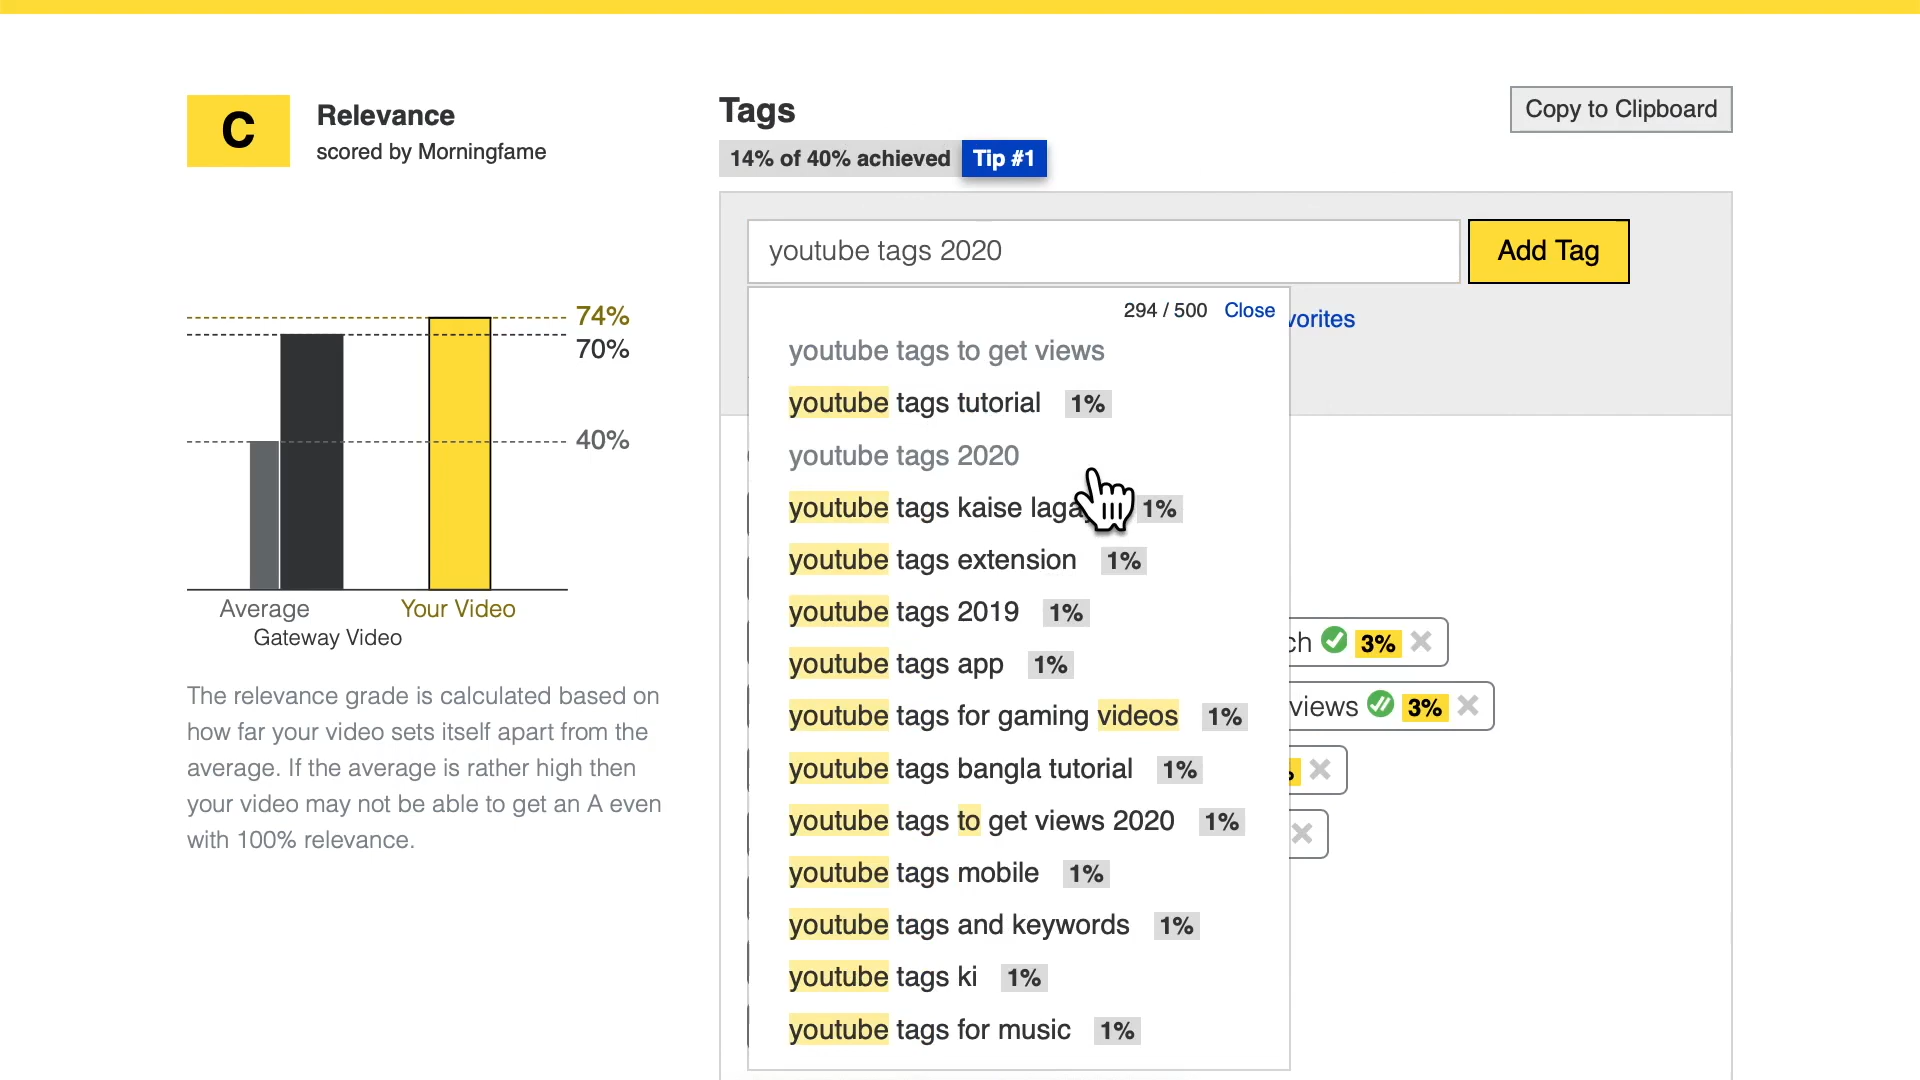 C
Relevance
scored by Morningfame
74%
70%
40%
Average
Your Video
Gateway Video
The relevance grade is calculated based on
how far your video sets itself apart from the
average. If the average is rather high then
your video may not be able to get an A even
with 100% relevance.
Tags
Copy to Clipboard
14% of 40% achieved Tip #1
youtube tags 2020
Add Tag
294 / 500 Close
vorites
youtube tags to get views
youtube tags tutorial 1%
youtube tags 2020
youtube tags kaise 1%
youtube tags extension 1%
youtube tags 2019 1%
ch 3%
youtube tags app 1%
views 3%
youtube tags for gaming videos 1%
youtube tags bangla tutorial 1%
youtube tags to get views 2020 1%
youtube tags mobile 1%
youtube tags and keywords 1%
youtube tags ki 1%
youtube tags for music 1%